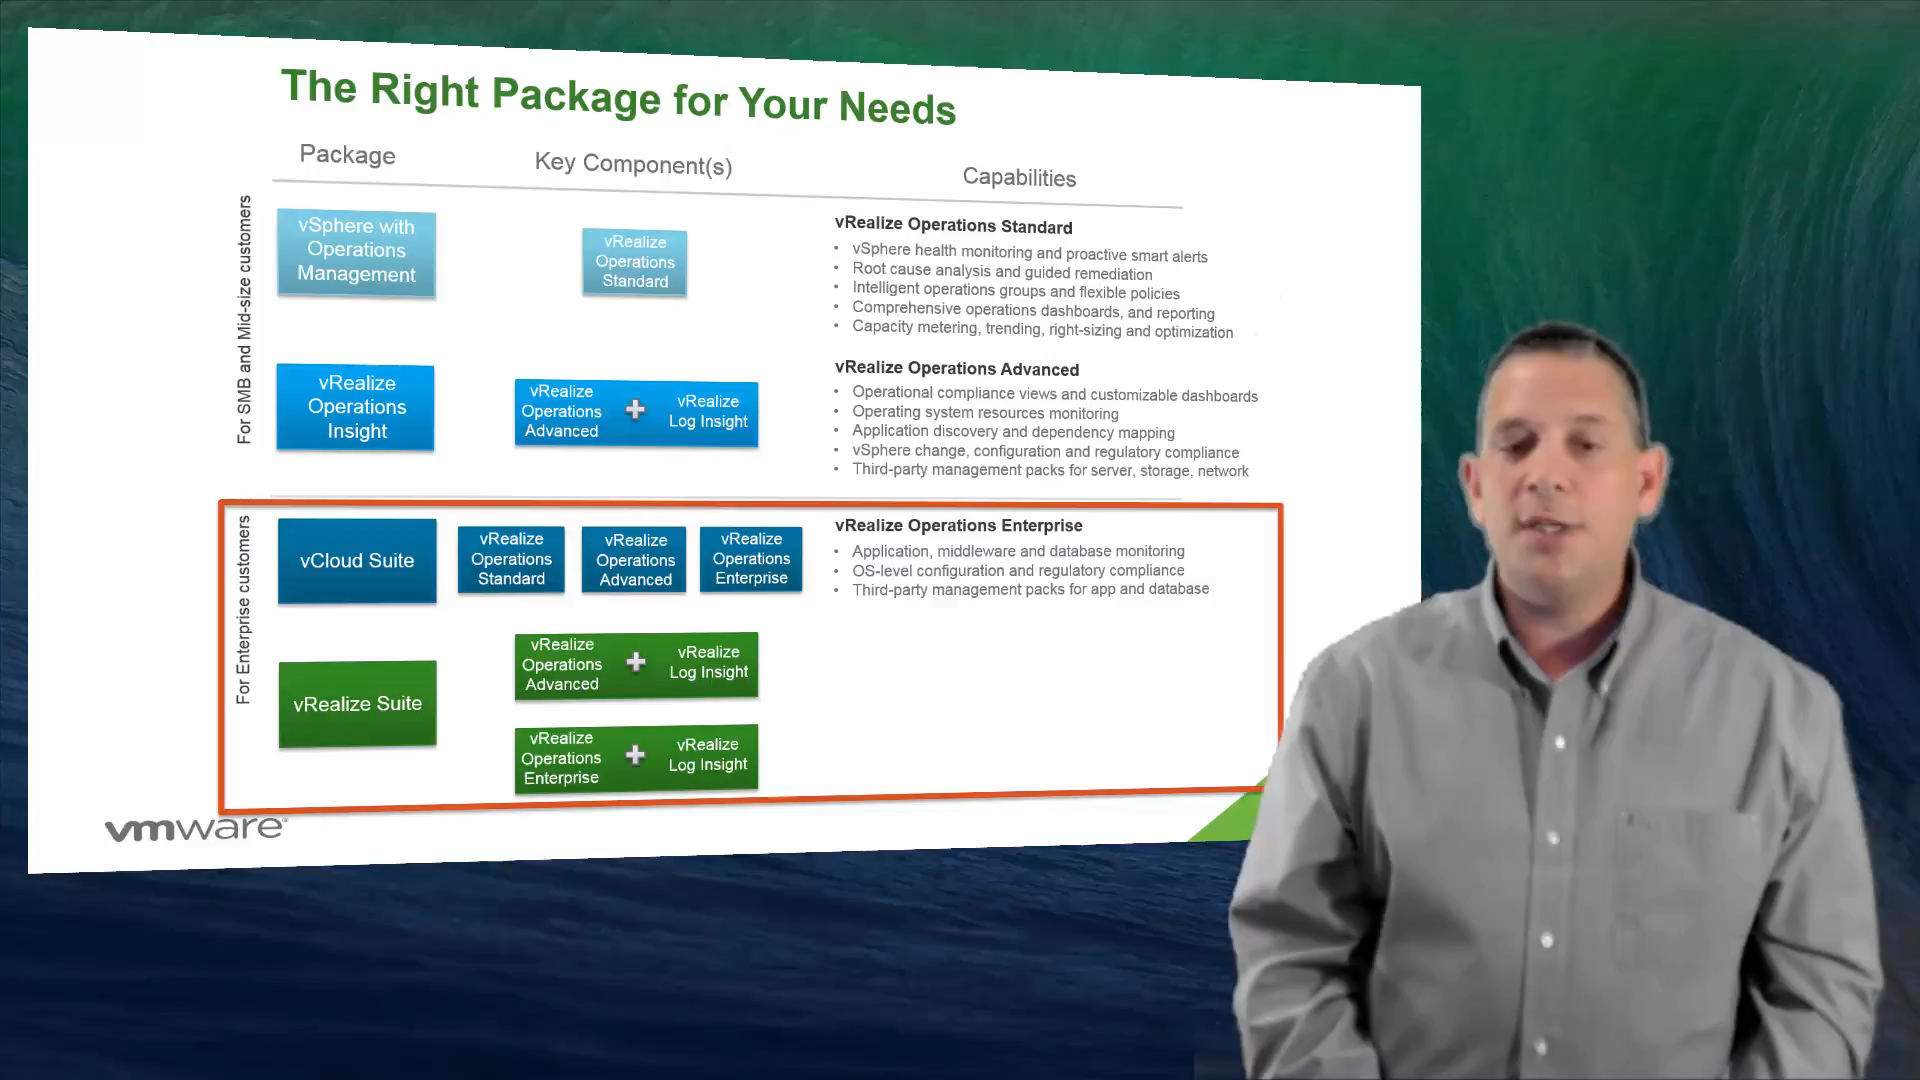 The Right Package for Your Needs
Package
Key Component(s)
Capabilities
For SMB and Mid-size customers
vSphere with
Operations
Management
vRealize
Operations
Standard
vRealize Operations Standard
• vSphere health monitoring and proactive smart alerts
• Root cause analysis and guided remediation
• Intelligent operations groups and flexible policies
• Comprehensive operations dashboards, and reporting
• Capacity metering, trending, right-sizing and optimization
vRealize
Operations
Insight
vRealize
Operations
Advanced
vRealize
Log Insight
vRealize Operations Advanced
• Operational compliance views and customizable dashboards
• Operating system resources monitoring
• Application discovery and dependency mapping
• vSphere change, configuration and regulatory compliance
• Third-party management packs for server, storage, network
For Enterprise customers
vCloud Suite
vRealize
Operations
Standard
vRealize
Operations
Advanced
vRealize
Operations
Enterprise
vRealize Operations Enterprise
• Application, middleware and database monitoring
• OS-level configuration and regulatory compliance
• Third-party management packs for app and database
vRealize Suite
vRealize
Operations
Advanced
vRealize
Log Insight
vRealize
Operations
Enterprise
vRealize
Log Insight
vmware®